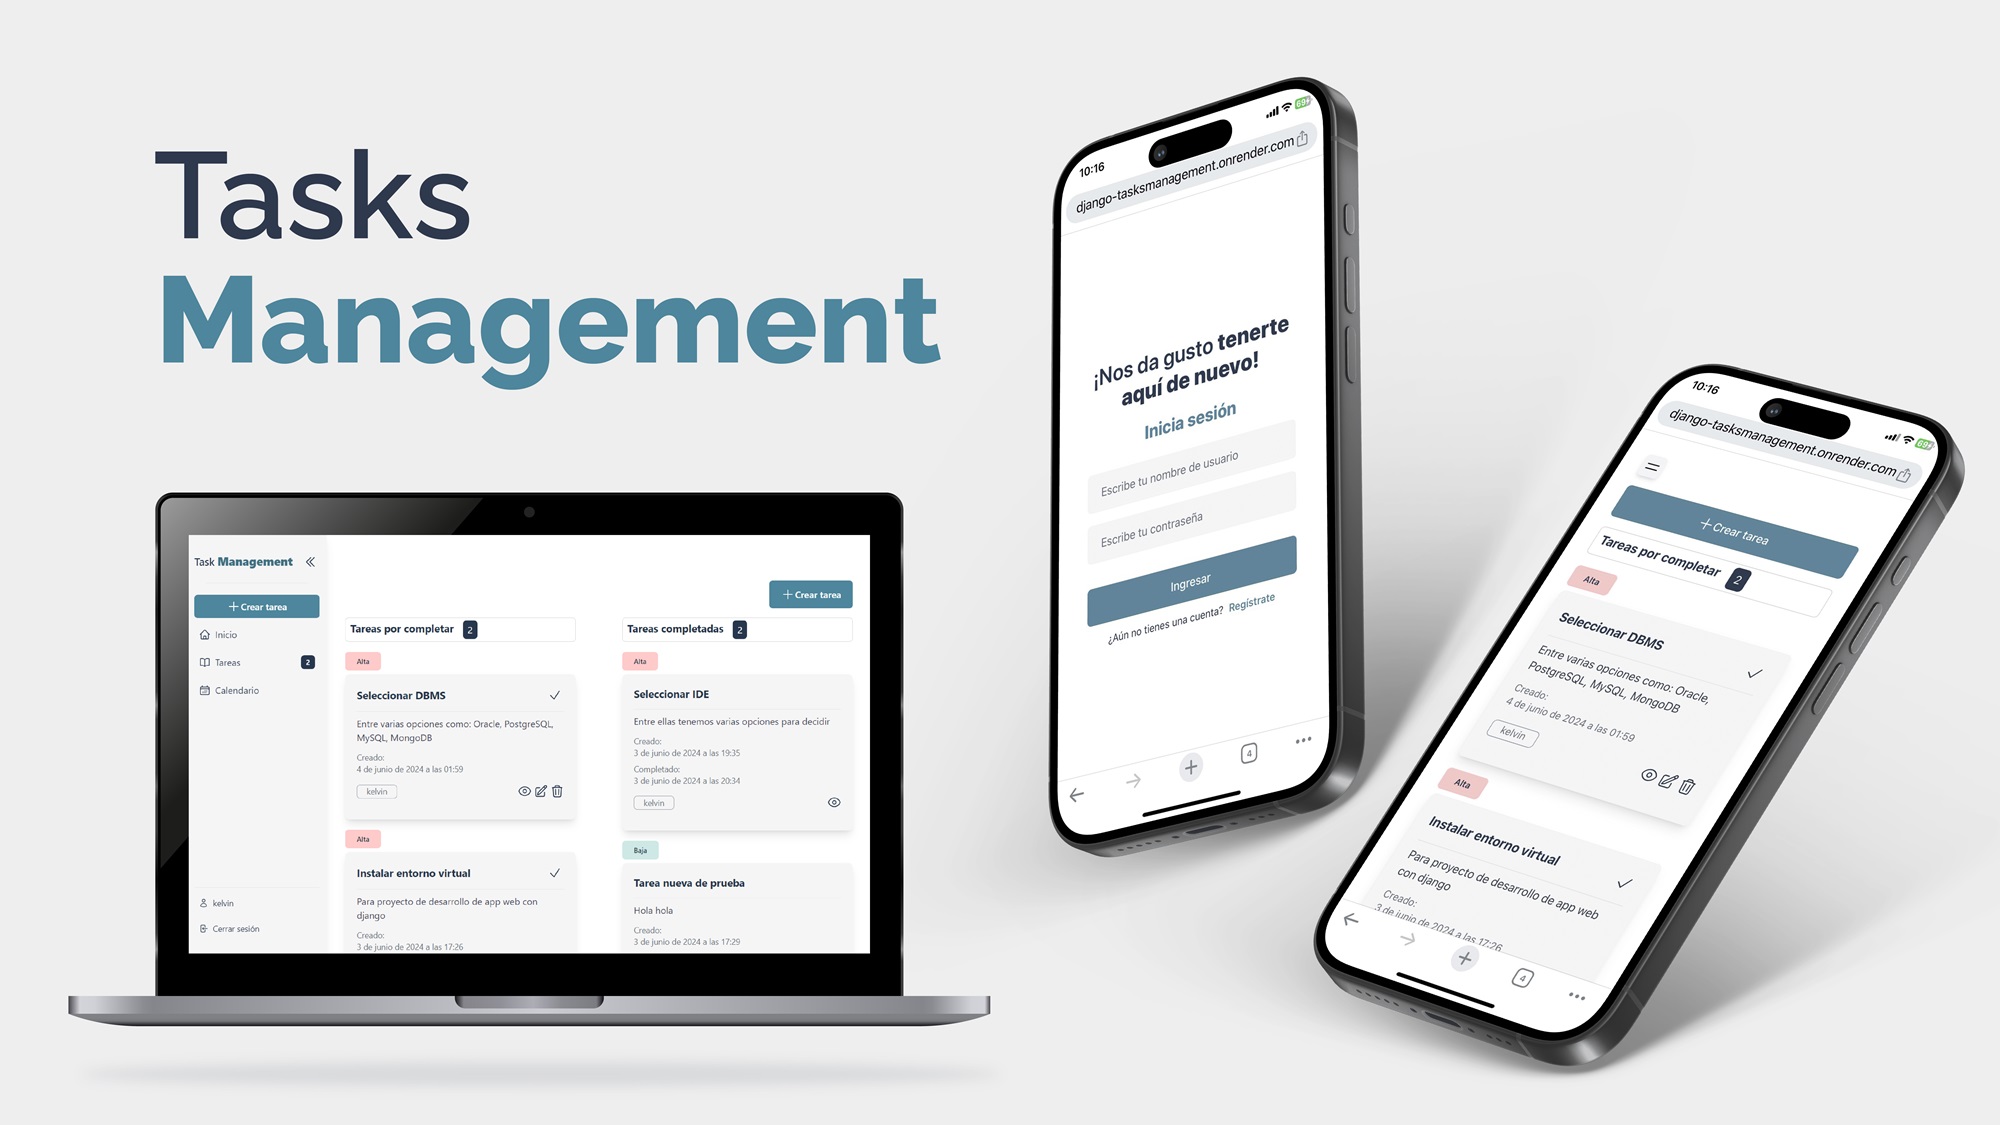 Tasks
Management
Task Management
+ Crear tarea
Inicio
Tareas 2
Calendario
kelvin
Cerrar sesión
+ Crear tarea
Tareas por completar 2
Alta
Seleccionar DBMS
Entre varias opciones como: Oracle, PostgreSQL,
MySQL, MongoDB
Creado:
4 de junio de 2024 a las 01:59
kelvin
Alta
Instalar entorno virtual
Para proyecto de desarrollo de app web con
django
Creado:
3 de junio de 2024 a las 17:26
Tareas completadas 2
Alta
Seleccionar IDE
Entre ellas tenemos varias opciones para decidir
Creado:
3 de junio de 2024 a las 19:35
Completado:
3 de junio de 2024 a las 20:34
kelvin
Baja
Tarea nueva de prueba
Hola hola
Creado:
3 de junio de 2024 a las 17:29
10:16
69
django-tasksmanagement.onrender.com
¡Nos da gusto tenerte
aquí de nuevo!
Inicia sesión
Escribe tu nombre de usuario
Escribe tu contraseña
Ingresar
¿Aún no tienes una cuenta? Regístrate
4
10:16
69
django-tasksmanagement.onrender.com
+ Crear tarea
Tareas por completar 2
Alta
Seleccionar DBMS
Entre varias opciones como: Oracle,
PostgreSQL, MySQL, MongoDB
Creado:
4 de junio de 2024 a las 01:59
kelvin
Alta
Instalar entorno virtual
Para proyecto de desarrollo de app web
con django
Creado:
3 de junio de 2024 a las 17:26
4